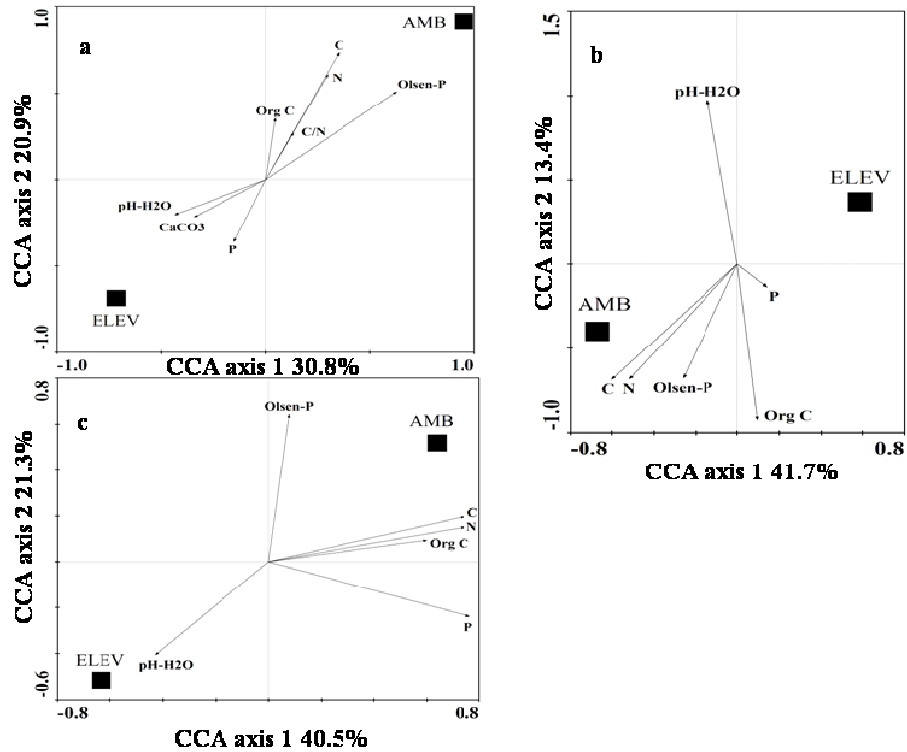 1.0
AMB
a
C
N
Olsen-P
Org C
C/N
pH-H2O
CaCO3
P
ELEV
-1.0
CCA axis 2 20.9%
-1.0
CCA axis 1 30.8%
1.0
1.5
b
pH-H2O
ELEV
P
AMB
C N
Olsen-P
Org C
-1.0
CCA axis 2 13.4%
-0.8
0.8
CCA axis 1 41.7%
0.8
c
Olsen-P
AMB
C
N
Org C
P
pH-H2O
ELEV
-0.6
CCA axis 2 21.3%
-0.8
0.8
CCA axis 1 40.5%